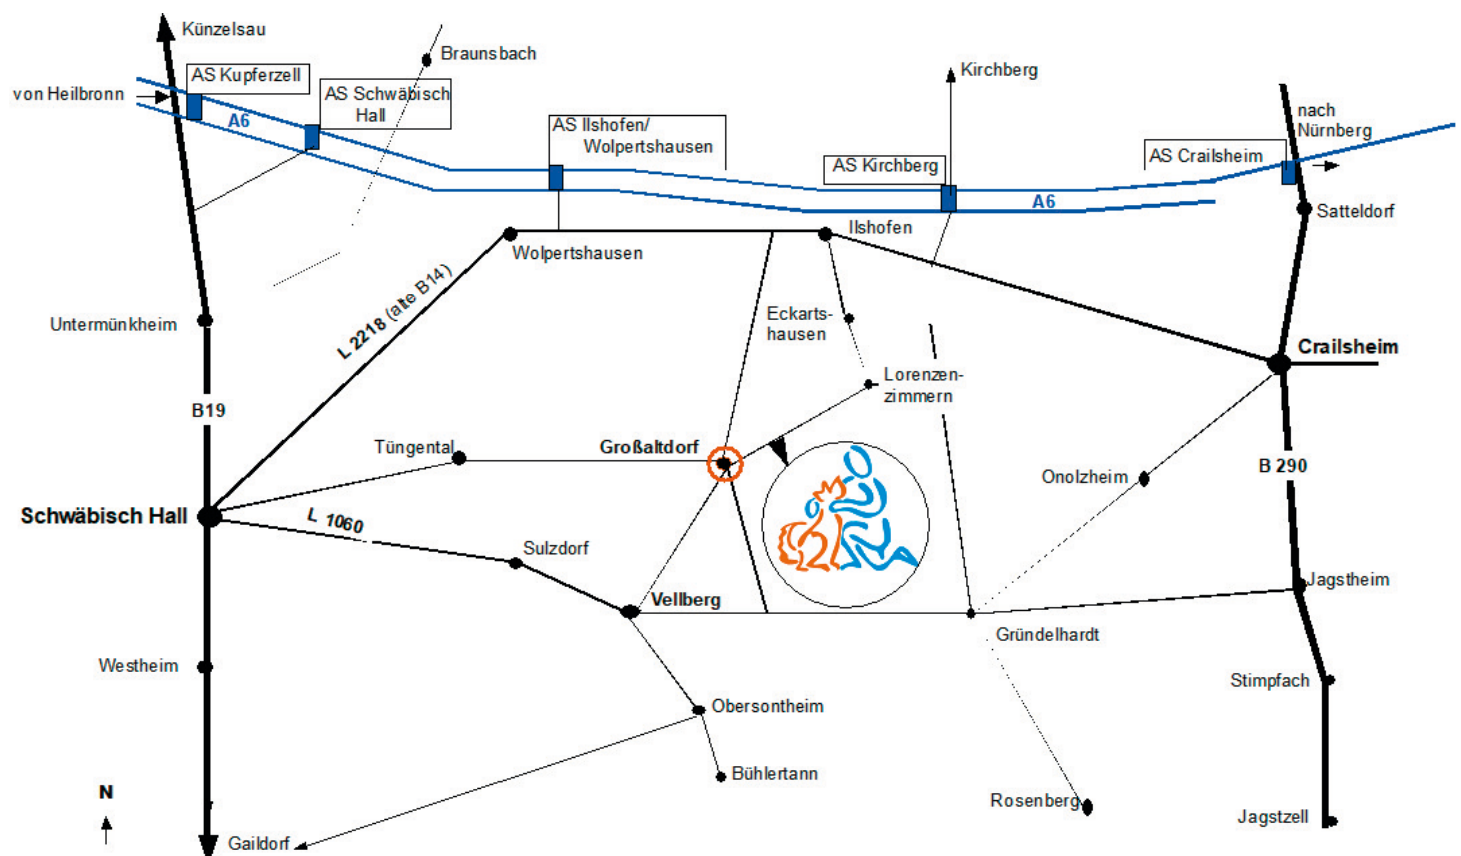 Künzelsau
Braunsbach
AS Kupferzell
Kirchberg
von Heilbronn
AS Schwäbisch
Hall
A6
nach
Nürnberg
AS Ilshofen/
Wolpertshausen
AS Kirchberg
AS Crailsheim
A6
Satteldorf
Ilshofen
Wolpertshausen
L 2218 (alte B14)
Untermünkheim
Eckarts-
hausen
Crailsheim
Lorenzen-
zimmern
B19
Tüngental
Großaltdorf
Onolzheim
B 290
Schwäbisch Hall
L 1060
Sulzdorf
Jagstheim
Vellberg
Gründelhardt
Westheim
Stimpfach
Obersontheim
Bühlertann
N
Rosenberg
Jagstzell
Gaildorf